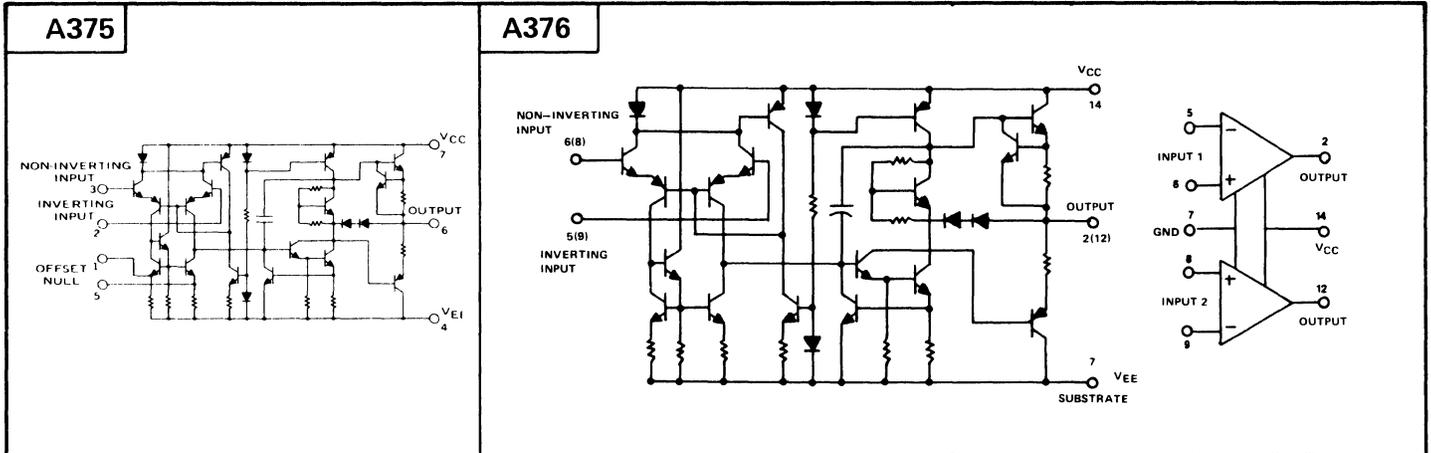 A375
VCC
7
NON-INVERTING
INPUT
3
INVERTING
INPUT
2
OUTPUT
6
1
OFFSET
NULL
5
VEI
4
A376
VCC
14
NON–INVERTING
INPUT
6(8)
OUTPUT
2(12)
5(9)
INVERTING
INPUT
7
VEE
SUBSTRATE
5
−
2
INPUT 1
OUTPUT
6
+
7
14
GND
VCC
8
+
12
INPUT 2
OUTPUT
−
9